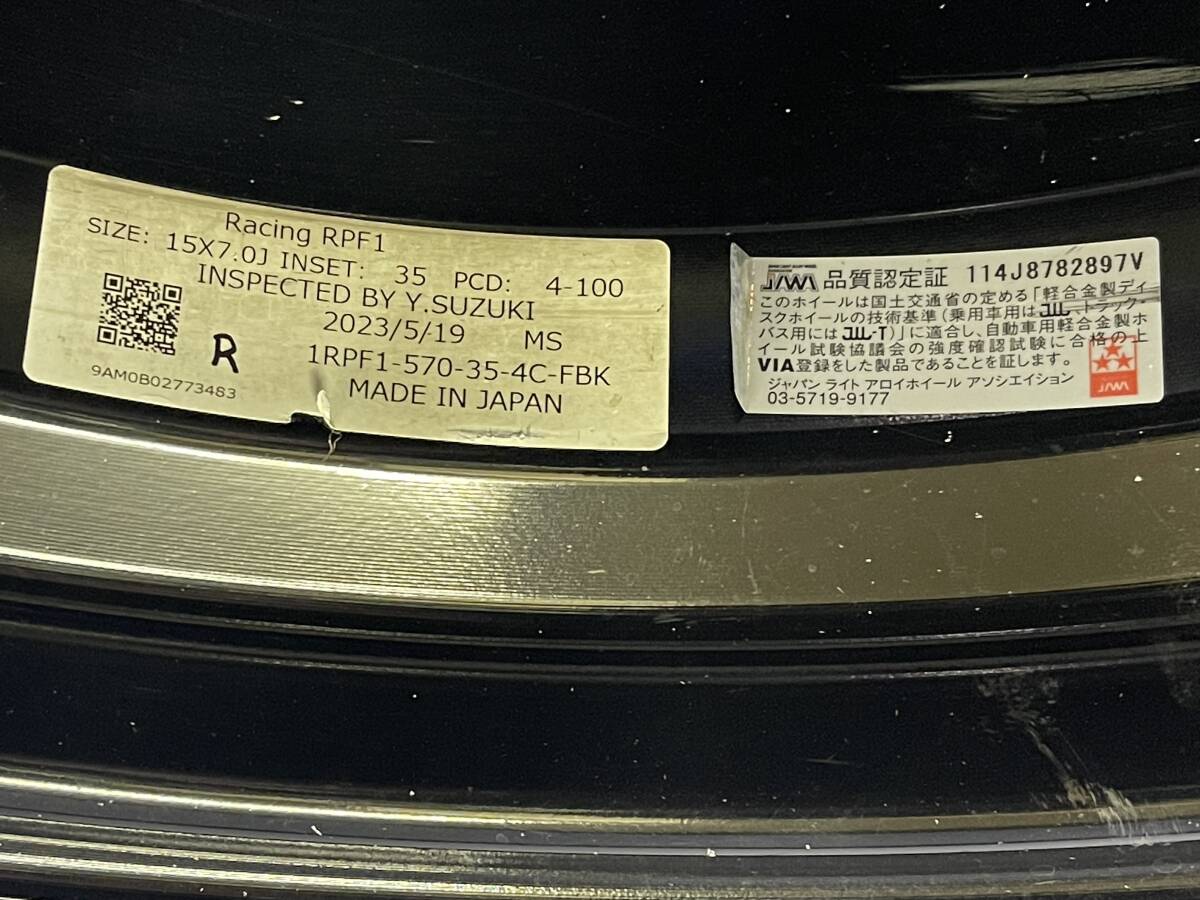 Racing RPF1
SIZE: 15X7.0J INSET: 35 PCD: 4-100
INSPECTED BY Y.SUZUKI
2023/5/19 MS
R
1RPF1-570-35-4C-FBK
9AM0B02773483
MADE IN JAPAN
JAWA 品質認定証 114J8782897V
このホイールは国土交通省の定める「軽合金製ディ
スクホイールの技術基準(乗用車用はJWL、トラック・
バス用にはJWL-T)」に適合し、自動車用軽合金製ホ
イール試験協議会の強度確認試験に合格の上
VIA登録をした製品であることを証します。
ジャパン ライト アロイホイール アソシエイション
03-5719-9177
JAWA